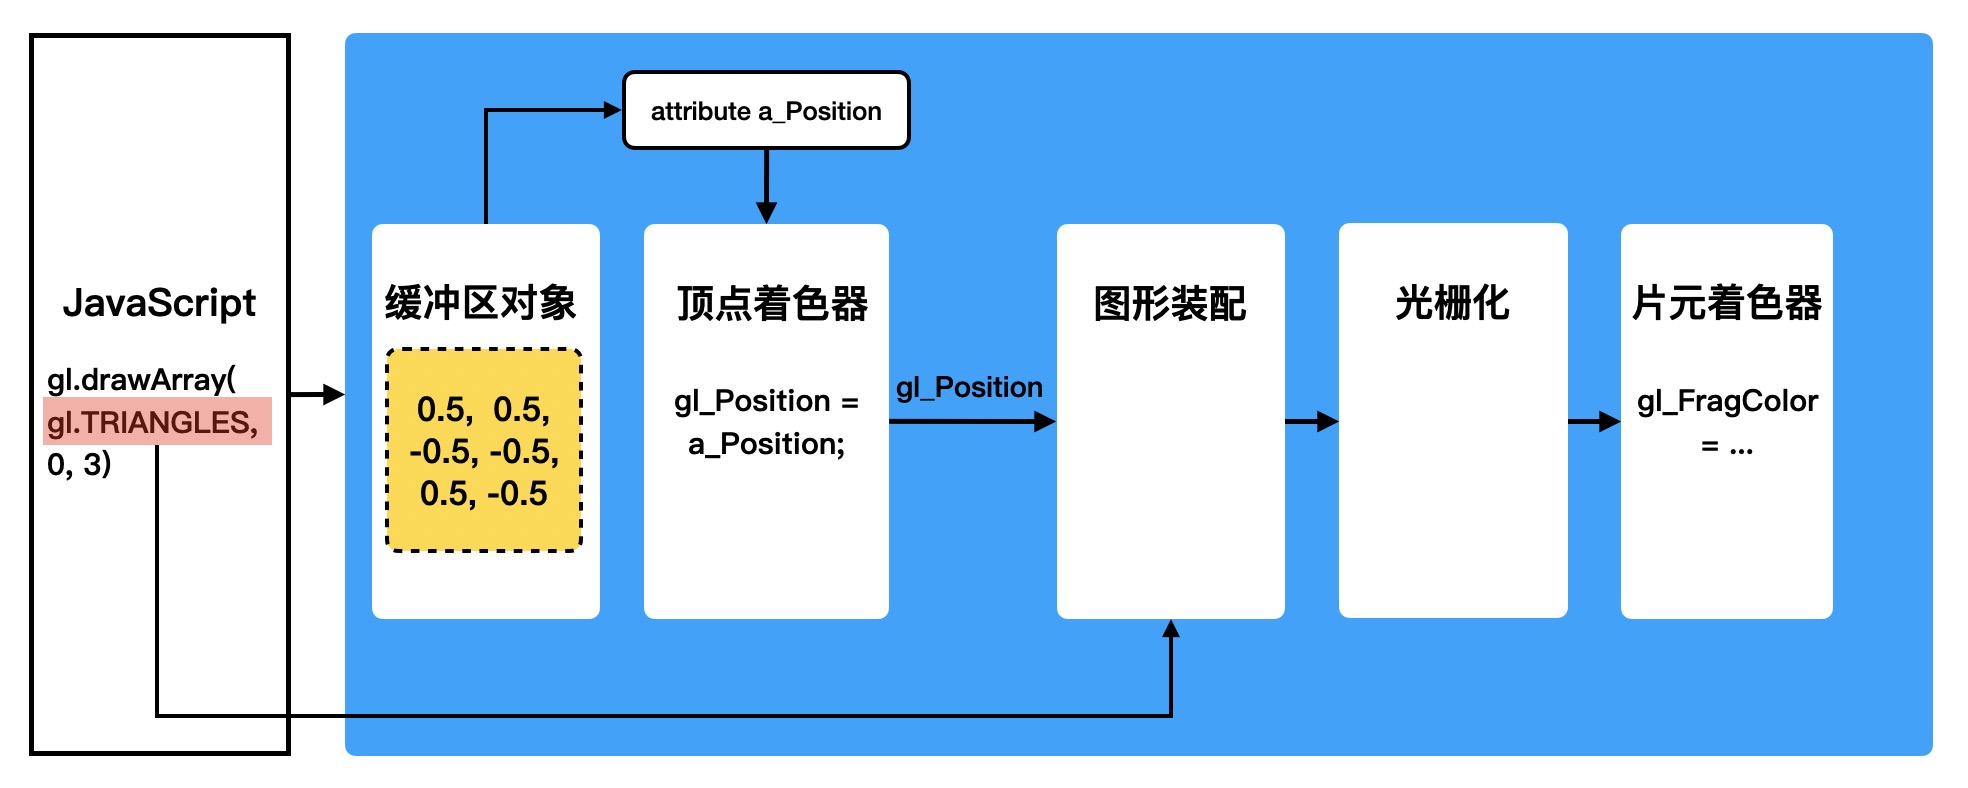 JavaScript
gl.drawArray(
gl.TRIANGLES,
0, 3)
attribute a_Position
缓冲区对象
0.5, 0.5,
-0.5, -0.5,
0.5, -0.5
顶点着色器
gl_Position =
a_Position;
gl_Position
图形装配
光栅化
片元着色器
gl_FragColor
= ...